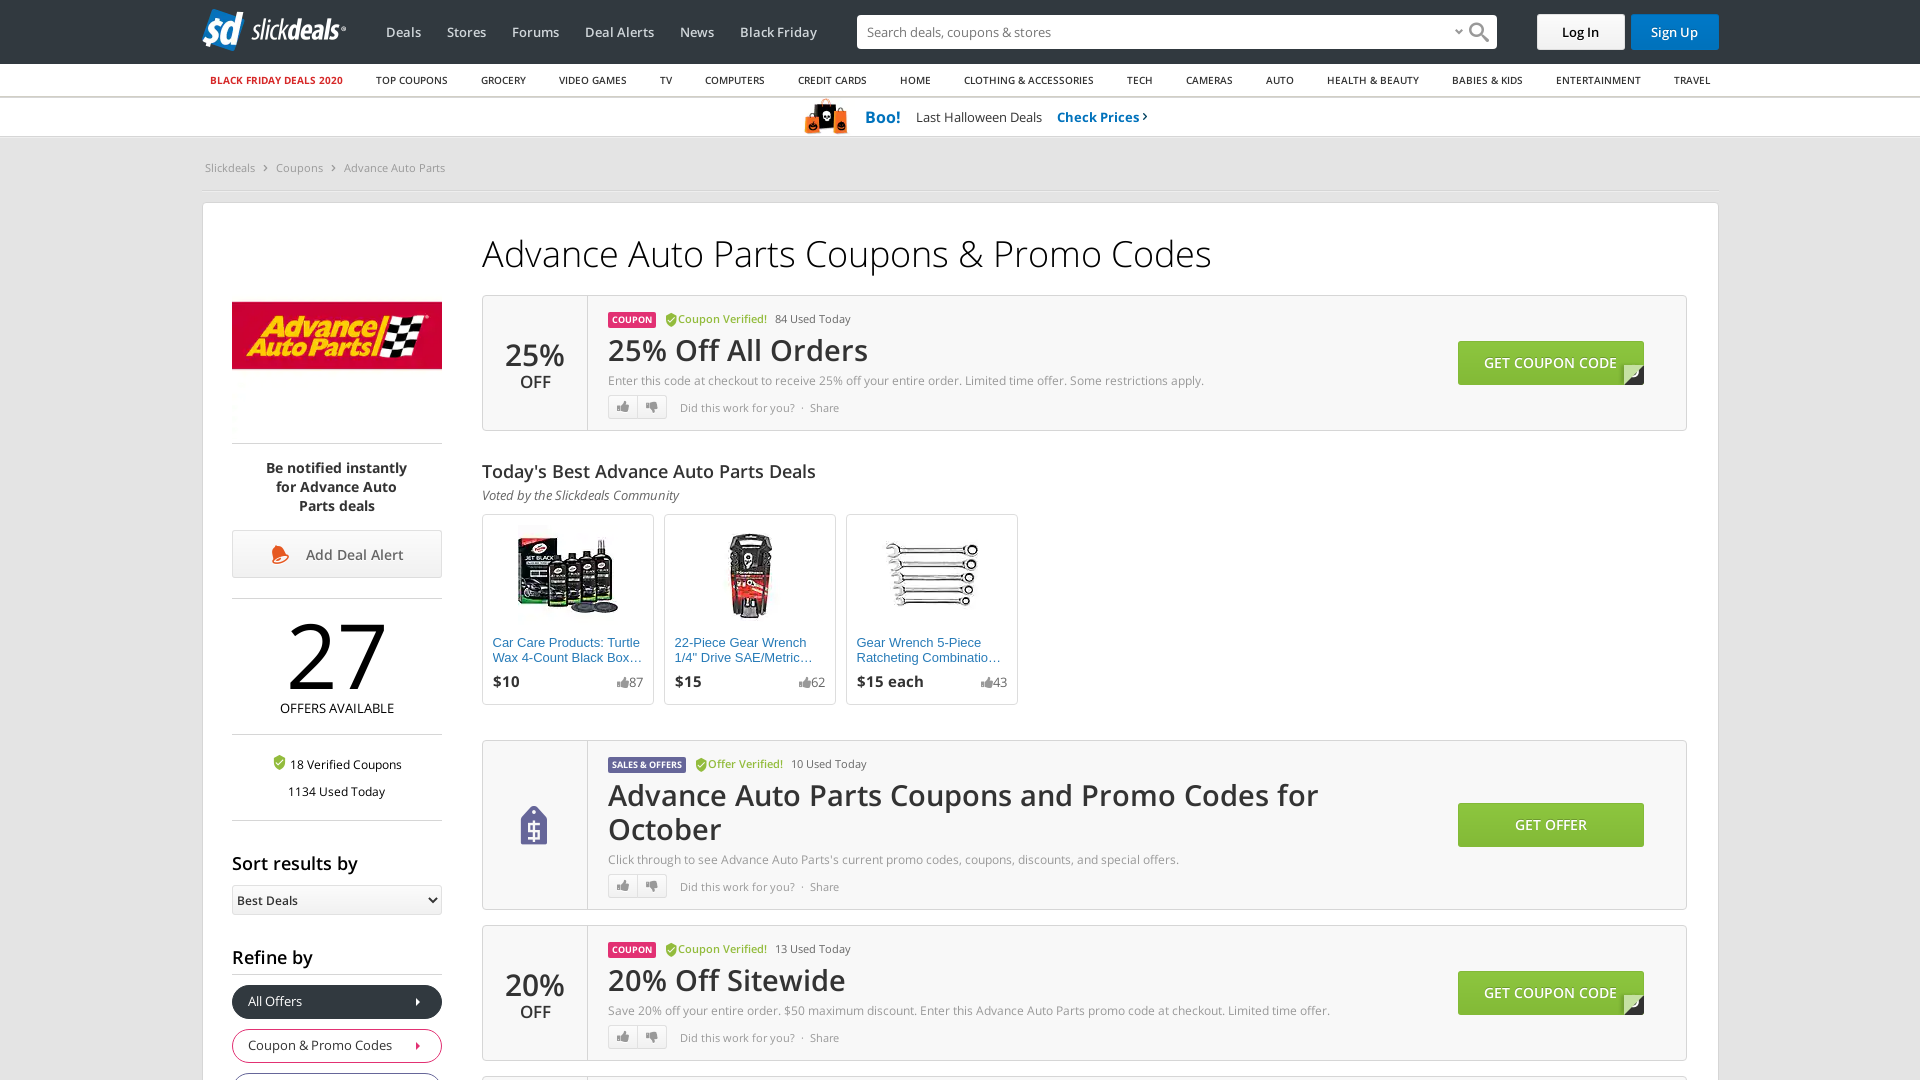 sd slickdeals
Deals
Stores
Forums
Deal Alerts
News
Black Friday
Search deals, coupons & stores
Log In
Sign Up
BLACK FRIDAY DEALS 2020
TOP COUPONS
GROCERY
VIDEO GAMES
TV
COMPUTERS
CREDIT CARDS
HOME
CLOTHING & ACCESSORIES
TECH
CAMERAS
AUTO
HEALTH & BEAUTY
BABIES & KIDS
ENTERTAINMENT
TRAVEL
Boo! Last Halloween Deals Check Prices
Slickdeals > Coupons > Advance Auto Parts
Advance Auto Parts Coupons & Promo Codes
Advance
Auto Parts
Be notified instantly
for Advance Auto
Parts deals
Add Deal Alert
27
OFFERS AVAILABLE
18 Verified Coupons
1134 Used Today
Sort results by
Best Deals
Refine by
All Offers
Coupon & Promo Codes
25%
OFF
COUPON Coupon Verified! 84 Used Today
25% Off All Orders
Enter this code at checkout to receive 25% off your entire order. Limited time offer. Some restrictions apply.
Did this work for you? · Share
GET COUPON CODE
Today's Best Advance Auto Parts Deals
Voted by the Slickdeals Community
JET BLACK
Car Care Products: Turtle
Wax 4-Count Black Box…
$10 87
22-Piece Gear Wrench
1/4" Drive SAE/Metric…
$15 62
Gear Wrench 5-Piece
Ratcheting Combinatio…
$15 each 43
SALES & OFFERS Offer Verified! 10 Used Today
Advance Auto Parts Coupons and Promo Codes for
October
Click through to see Advance Auto Parts's current promo codes, coupons, discounts, and special offers.
Did this work for you? · Share
GET OFFER
20%
OFF
COUPON Coupon Verified! 13 Used Today
20% Off Sitewide
Save 20% off your entire order. $50 maximum discount. Enter this Advance Auto Parts promo code at checkout. Limited time offer.
Did this work for you? · Share
GET COUPON CODE